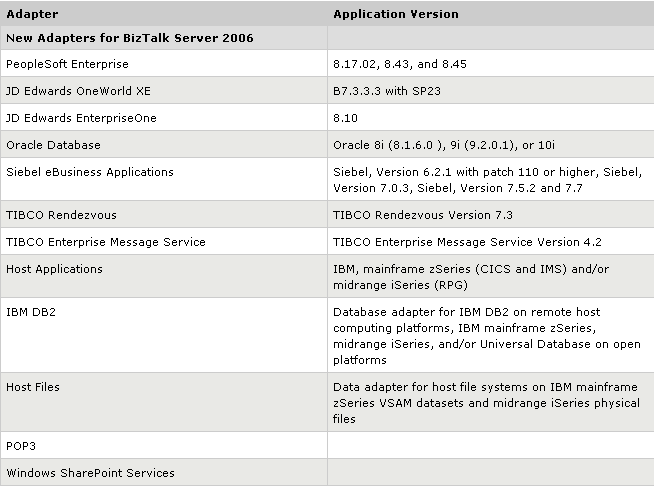 Adapter Application Version
New Adapters for BizTalk Server 2006
PeopleSoft Enterprise 8.17.02, 8.43, and 8.45
JD Edwards OneWorld XE B7.3.3.3 with SP23
JD Edwards EnterpriseOne 8.10
Oracle Database Oracle 8i (8.1.6.0 ), 9i (9.2.0.1), or 10i
Siebel eBusiness Applications Siebel, Version 6.2.1 with patch 110 or higher, Siebel,
Version 7.0.3, Siebel, Version 7.5.2 and 7.7
TIBCO Rendezvous TIBCO Rendezvous Version 7.3
TIBCO Enterprise Message Service TIBCO Enterprise Message Service Version 4.2
Host Applications IBM, mainframe zSeries (CICS and IMS) and/or
midrange iSeries (RPG)
IBM DB2 Database adapter for IBM DB2 on remote host
computing platforms, IBM mainframe zSeries,
midrange iSeries, and/or Universal Database on open
platforms
Host Files Data adapter for host file systems on IBM mainframe
zSeries VSAM datasets and midrange iSeries physical
files
POP3
Windows SharePoint Services